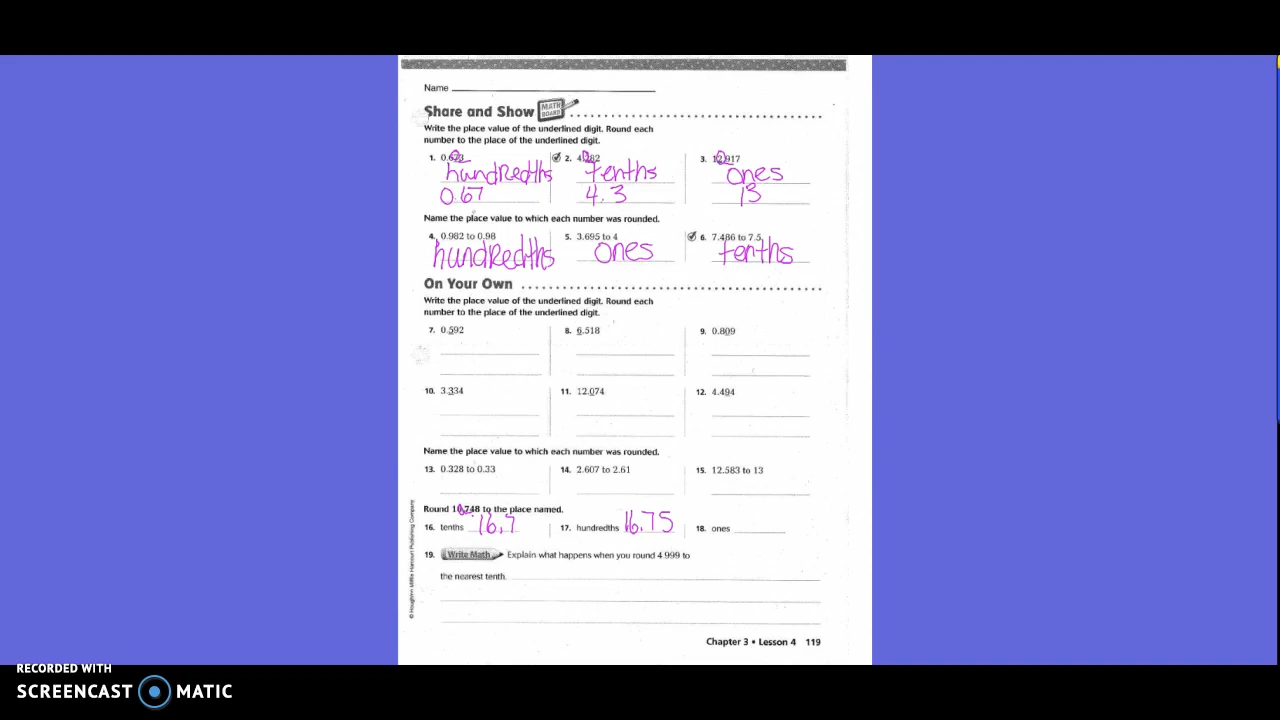 Name
Share and Show MATH BOARD
Write the place value of the underlined digit. Round each
number to the place of the underlined digit.
1. 0.673 2. 4.282 3. 12.917
hundredths tenths ones
0.67 4.3 13
Name the place value to which each number was rounded.
4. 0.982 to 0.98 5. 3.695 to 4 6. 7.486 to 7.5
hundredths ones tenths
On Your Own
Write the place value of the underlined digit. Round each
number to the place of the underlined digit.
7. 0.592 8. 6.518 9. 0.809
10. 3.334 11. 12.074 12. 4.494
Name the place value to which each number was rounded.
13. 0.328 to 0.33 14. 2.607 to 2.61 15. 12.583 to 13
Round 16.748 to the place named.
16. tenths 16.7 17. hundredths 16.75 18. ones
19. Write Math Explain what happens when you round 4.999 to
the nearest tenth.
© Houghton Mifflin Harcourt Publishing Company
Chapter 3 • Lesson 4 119
RECORDED WITH
SCREENCAST MATIC